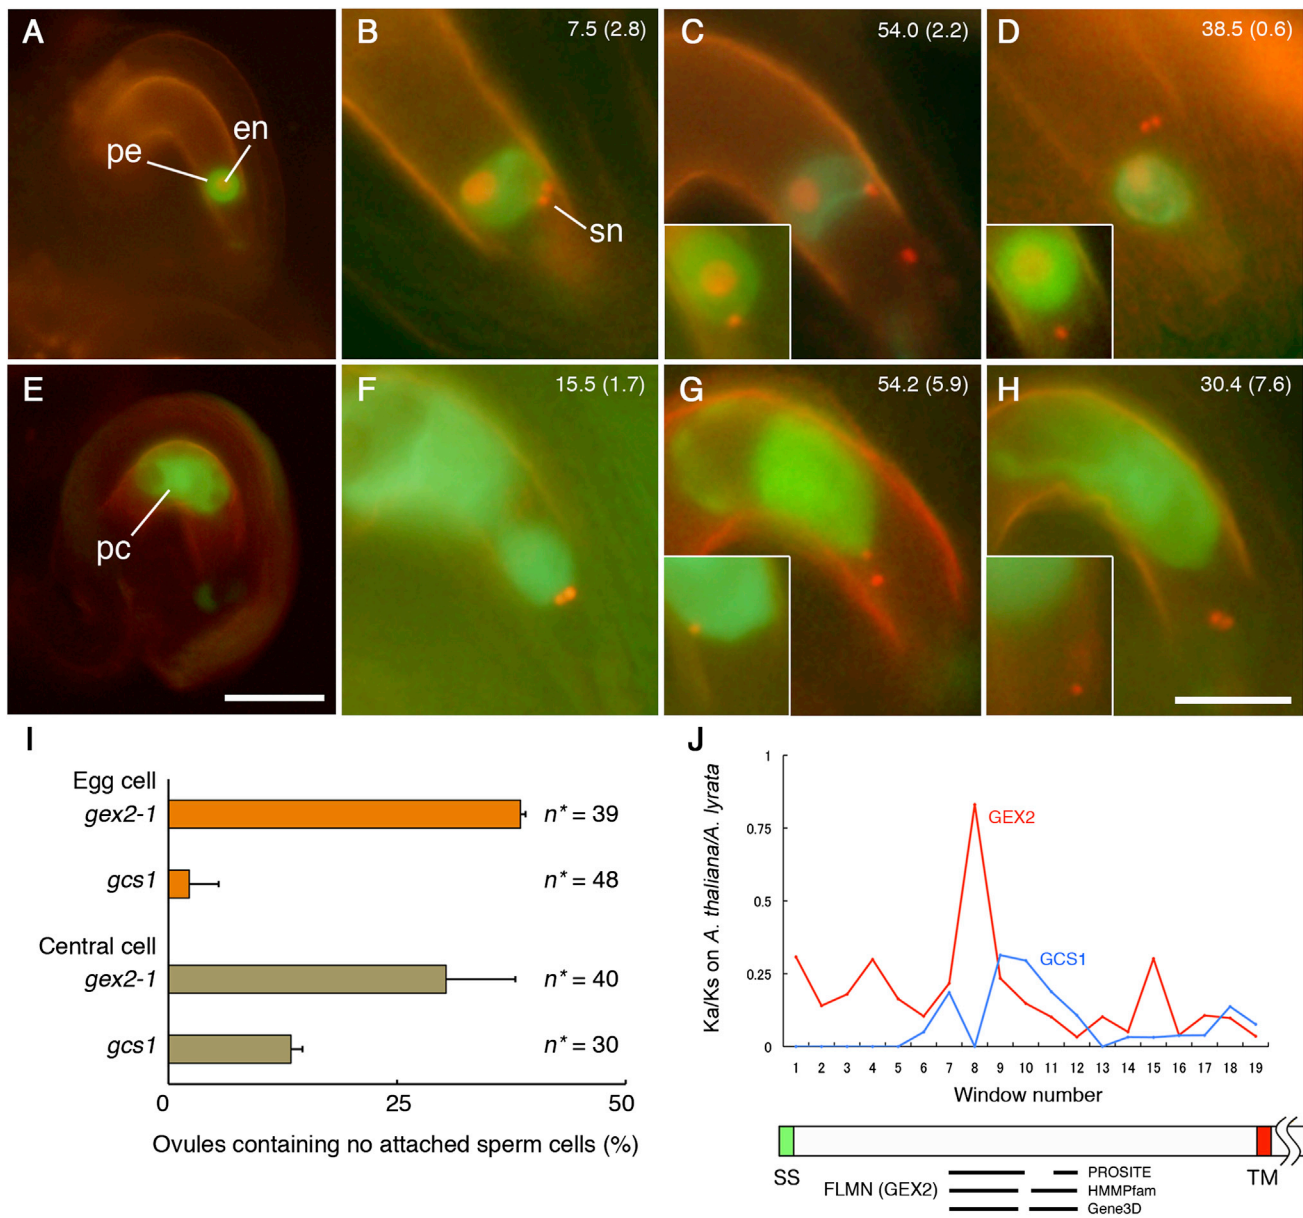 A
pe
en
B
7.5 (2.8)
sn
C
54.0 (2.2)
D
38.5 (0.6)
E
pc
F
15.5 (1.7)
G
54.2 (5.9)
H
30.4 (7.6)
I
Egg cell
gex2-1
n* = 39
gcs1
n* = 48
Central cell
gex2-1
n* = 40
gcs1
n* = 30
0 25 50
Ovules containing no attached sperm cells (%)
J
Ka/Ks on A. thaliana/A. lyrata
1
0.75
0.5
0.25
0
GEX2
GCS1
1 2 3 4 5 6 7 8 9 10 11 12 13 14 15 16 17 18 19
Window number
SS
TM
FLMN (GEX2)
PROSITE
HMMPfam
Gene3D